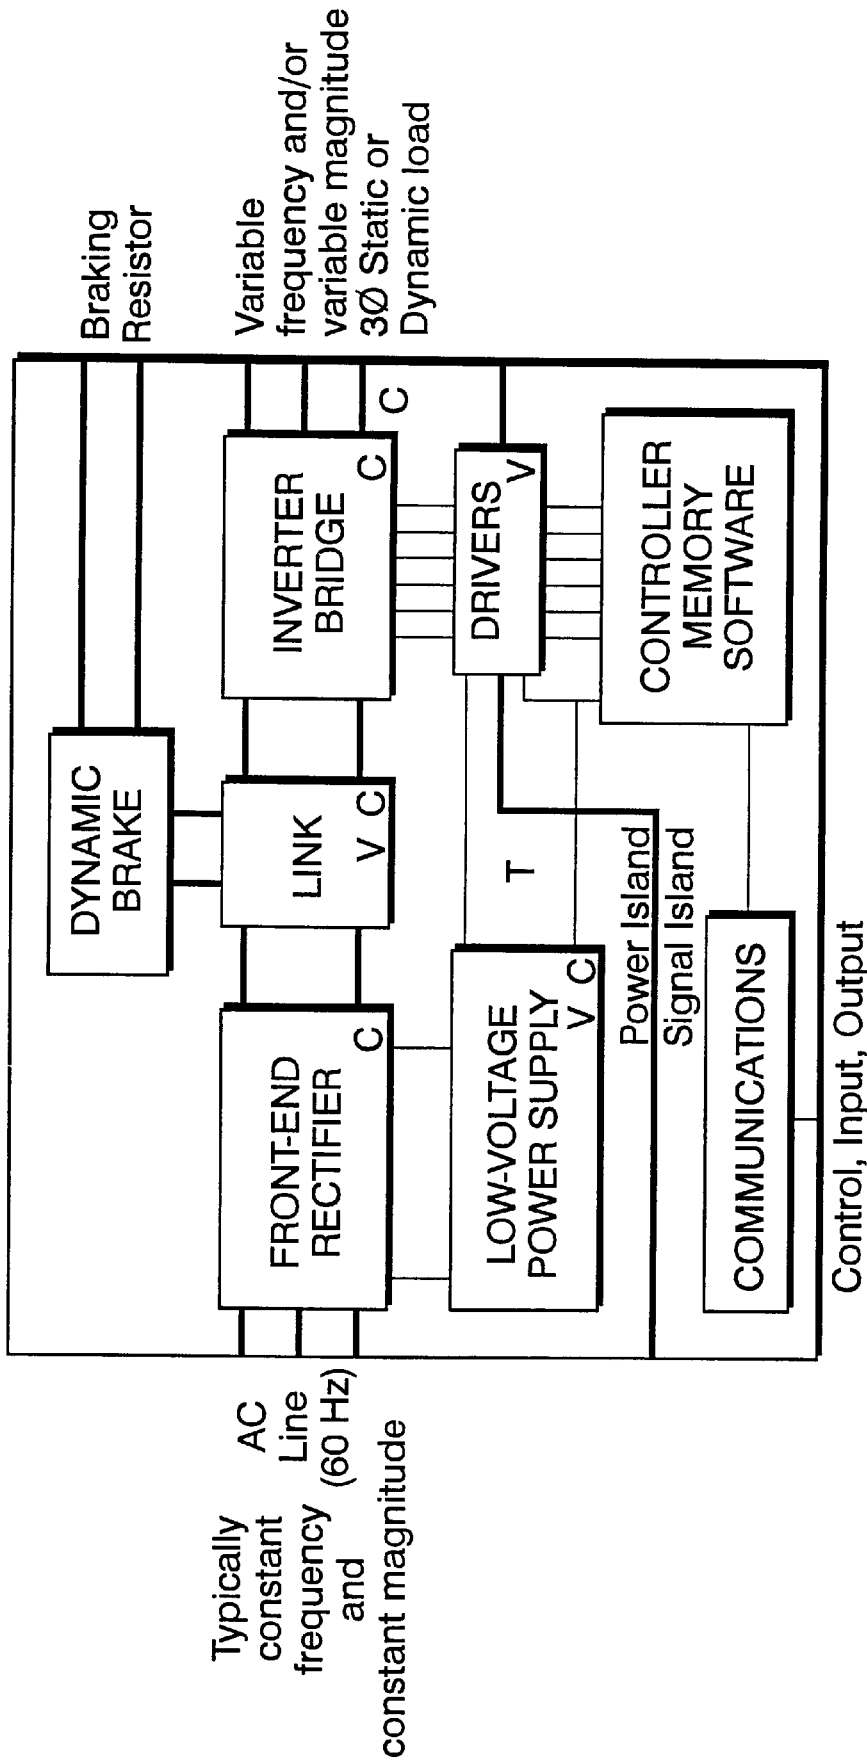 Typically
constant
frequency
and
constant magnitude
AC
Line
(60 Hz)
DYNAMIC
BRAKE
Braking
Resistor
FRONT-END
RECTIFIER
C
LINK
V C
INVERTER
BRIDGE
C
C
Variable
frequency and/or
variable magnitude
3Ø Static or
Dynamic load
LOW-VOLTAGE
POWER SUPPLY
V C
T
DRIVERS
V
Power Island
Signal Island
CONTROLLER
MEMORY
SOFTWARE
COMMUNICATIONS
Control, Input, Output